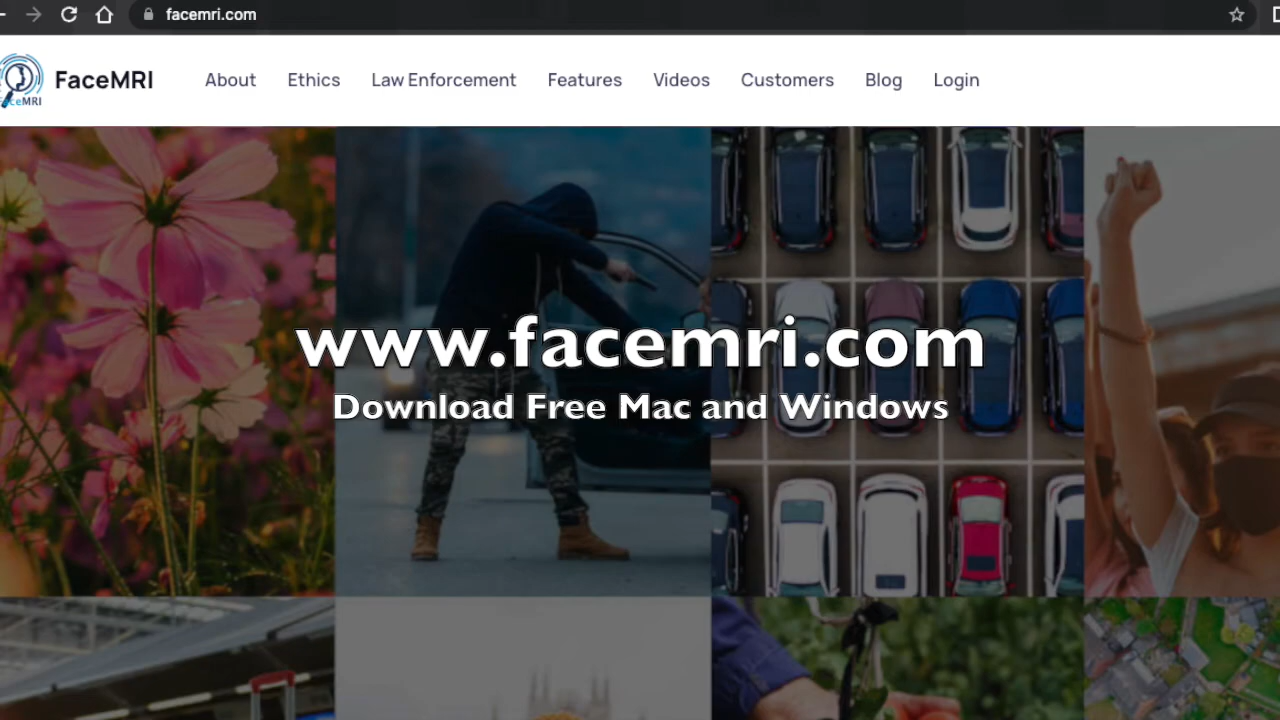 facemri.com
FaceMRI
FaceMRI About Ethics Law Enforcement Features Videos Customers Blog Login
www.facemri.com
Download Free Mac and Windows